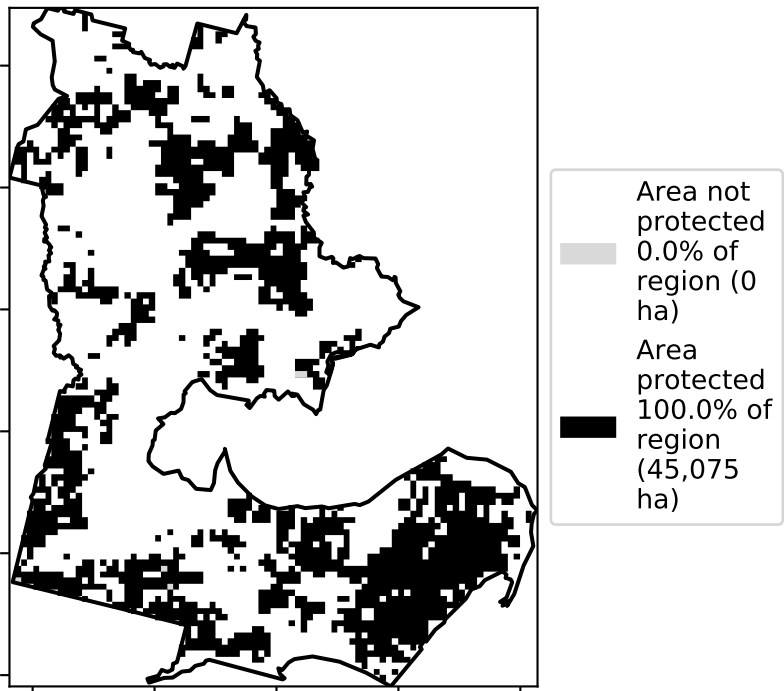 Area not
protected
0.0% of
region (0
ha)
Area
protected
100.0% of
region
(45,075
ha)